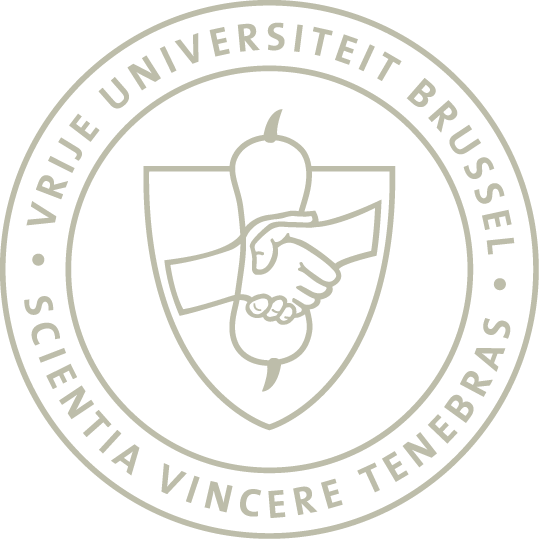 VRIJE UNIVERSITEIT BRUSSEL
SCIENTIA VINCERE TENEBRAS